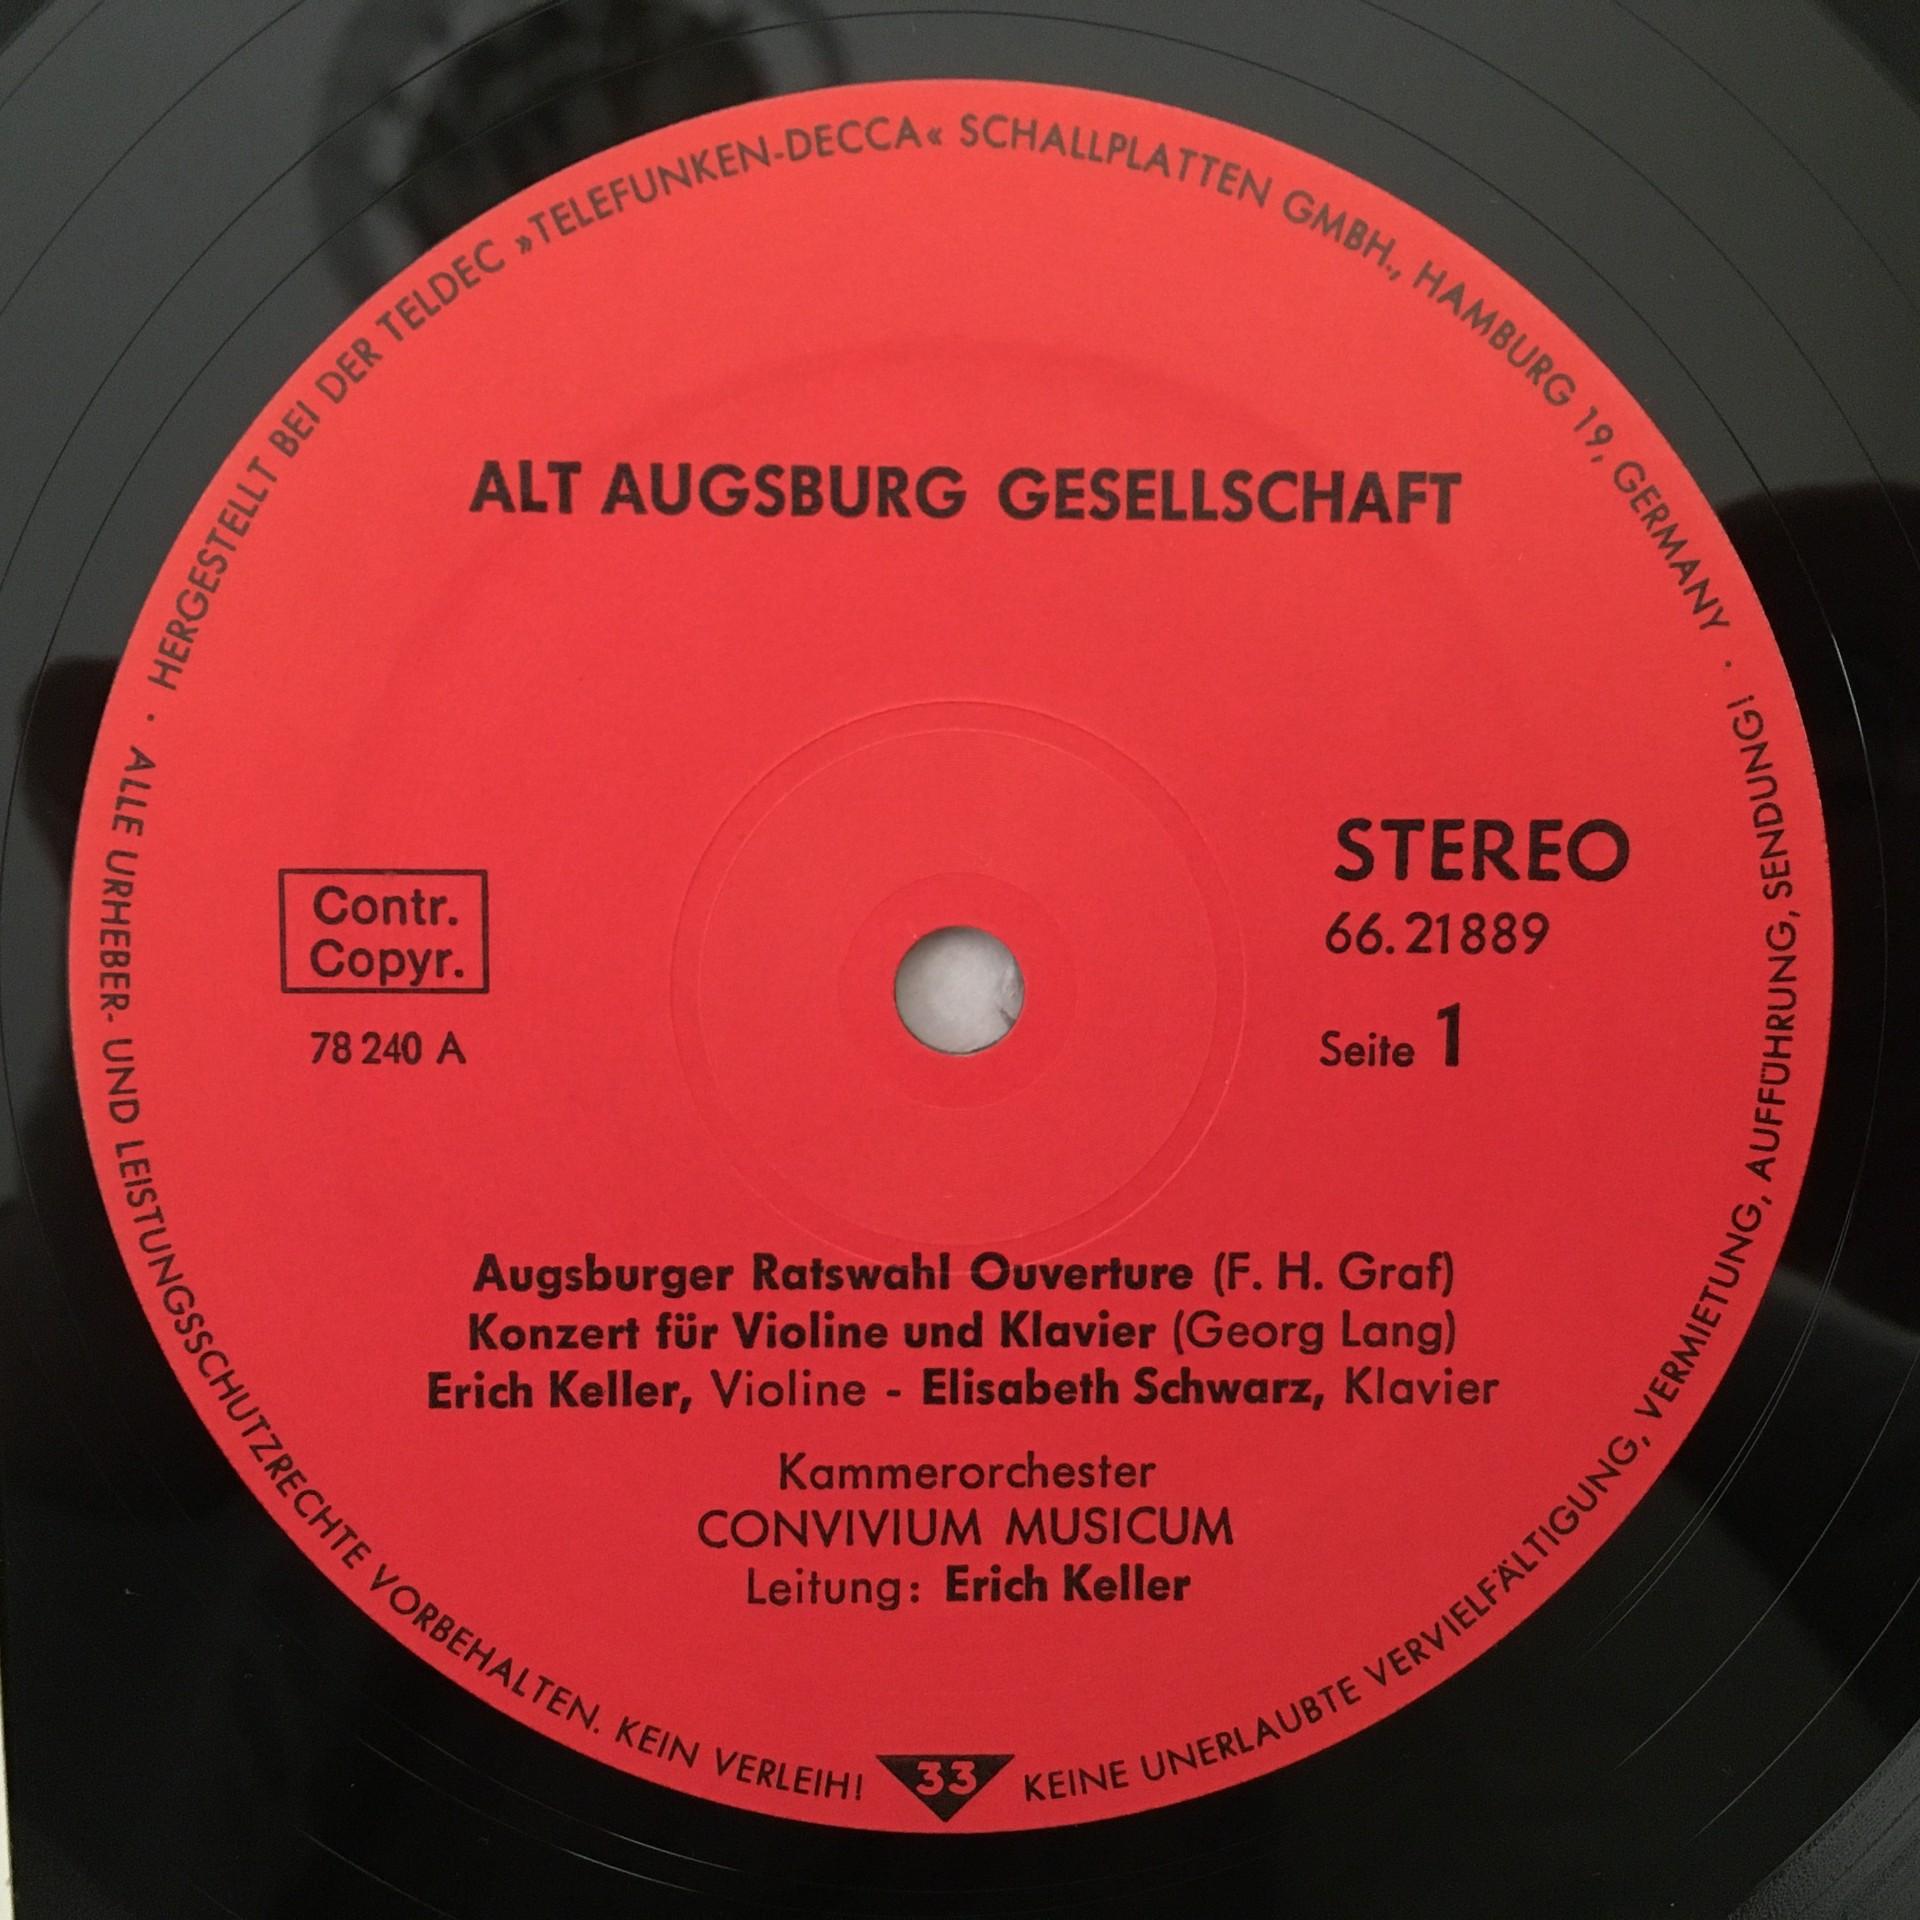 HERGESTELLT BEI DER TELDEC »TELEFUNKEN-DECCA« SCHALLPLATTEN GMBH., HAMBURG 19, GERMANY ·
ALT AUGSBURG GESELLSCHAFT
STEREO
66.21889
Seite 1
Contr.
Copyr.
78 240 A
Augsburger Ratswahl Ouverture (F. H. Graf)
Konzert für Violine und Klavier (Georg Lang)
Erich Keller, Violine - Elisabeth Schwarz, Klavier
Kammerorchester
CONVIVIUM MUSICUM
Leitung: Erich Keller
· ALLE URHEBER- UND LEISTUNGSSCHUTZRECHTE VORBEHALTEN. KEIN VERLEIH!
33
KEINE UNERLAUBTE VERVIELFÄLTIGUNG, VERMIETUNG, AUFFÜHRUNG, SENDUNG!